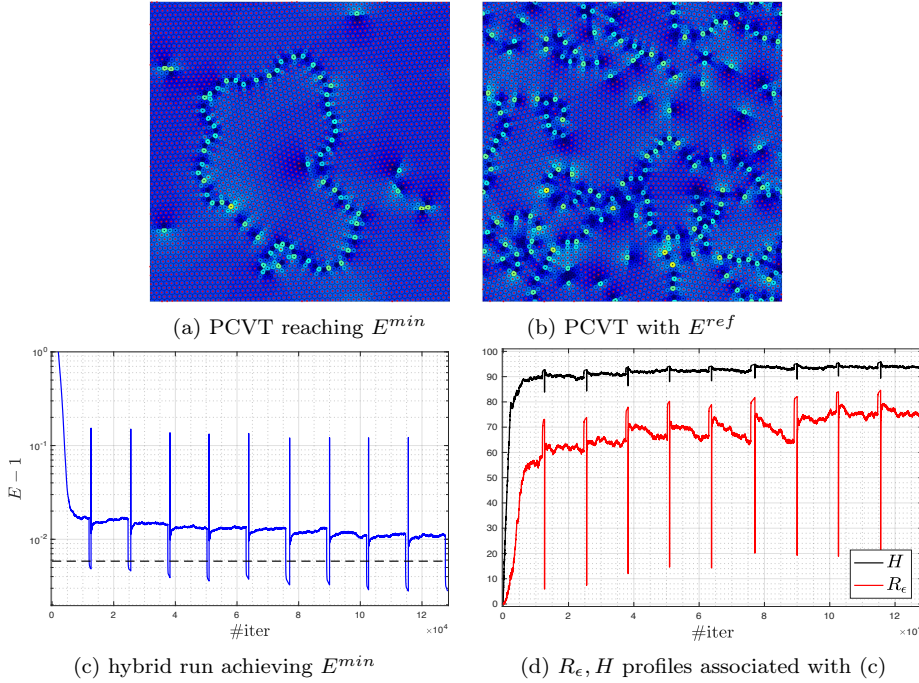 (a) PCVT reaching E^{min}
(b) PCVT with E^{ref}
10^0
10^{-1}
10^{-2}
E − 1
0 2 4 6 8 10 12
×10^4
#iter
100
90
80
70
60
50
40
30
20
10
0
0 2 4 6 8 10 12
×10^4
#iter
H
R_ϵ
(c) hybrid run achieving E^{min}
(d) R_ϵ, H profiles associated with (c)